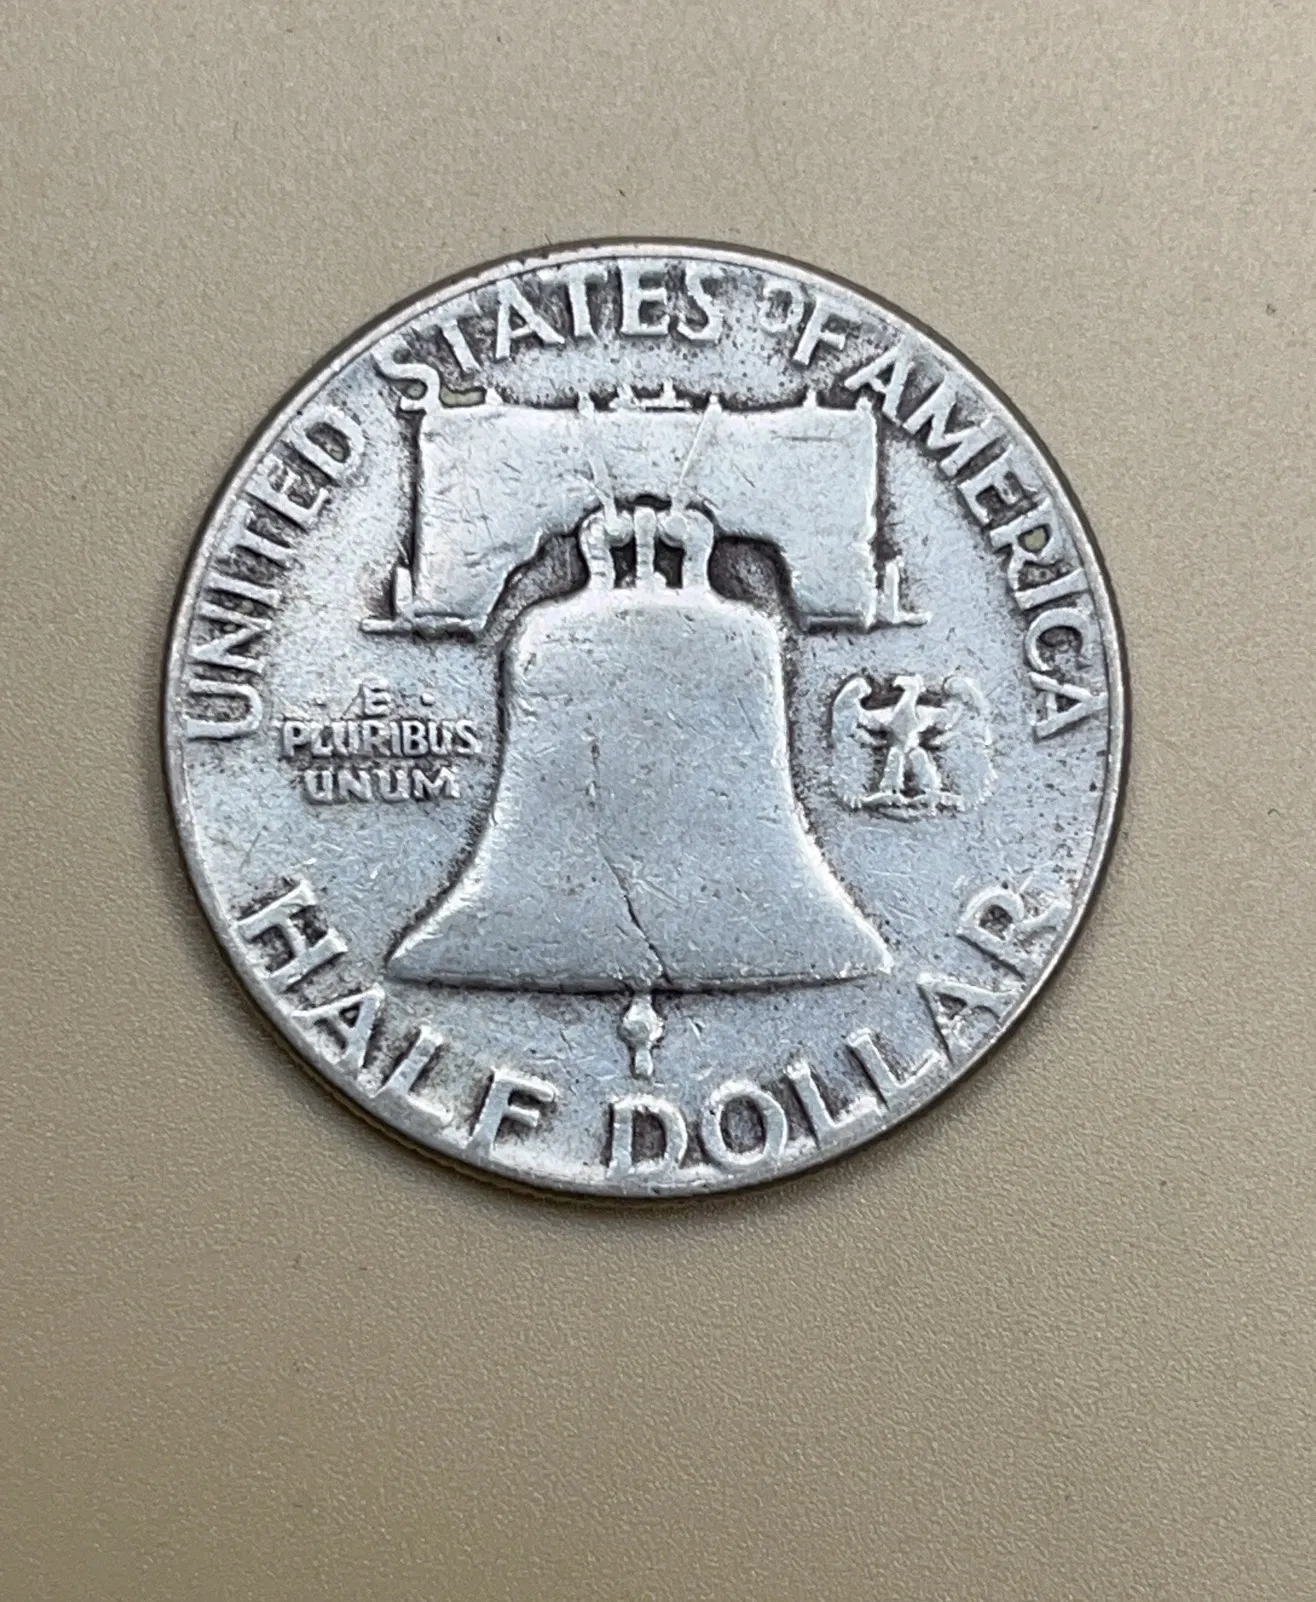 UNITED STATES OF AMERICA
· E ·
PLURIBUS
UNUM
HALF DOLLAR